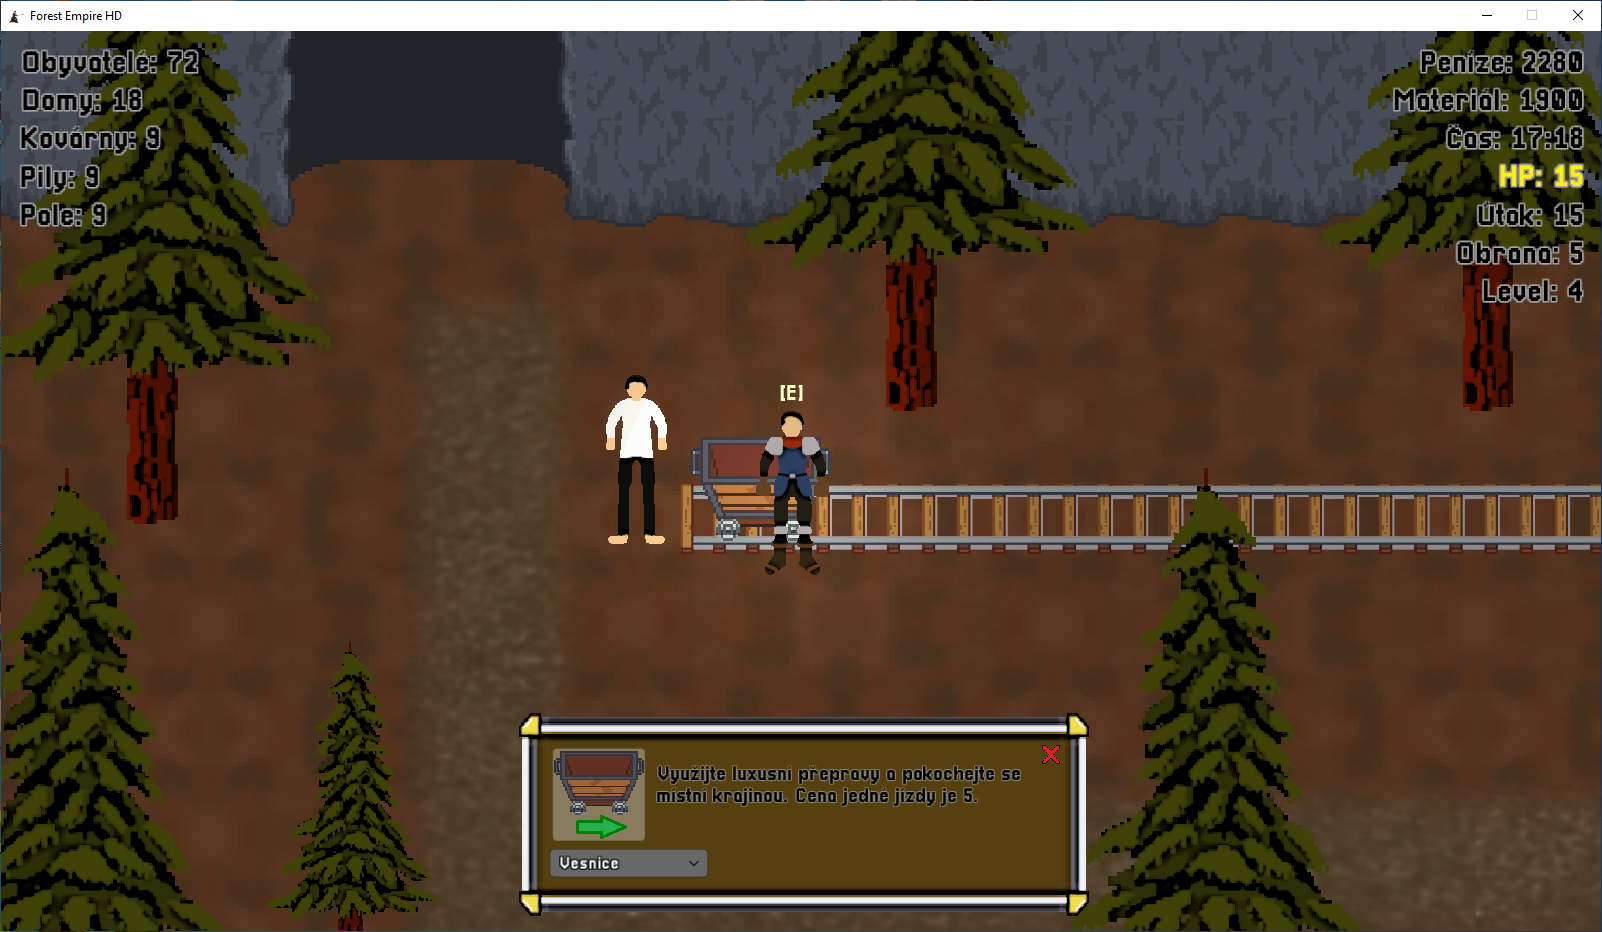 Forest Empire HD
Obyvatelé: 72
Domy: 18
Kovárny: 9
Pily: 9
Pole: 9
Peníze: 2280
Materiál: 1900
Čas: 17:18
HP: 15
Útok: 15
Obrana: 5
Level: 4
[E]
Využijte luxusní přepravy a pokochejte se
místní krajinou. Cena jedné jízdy je 5.
Vesnice